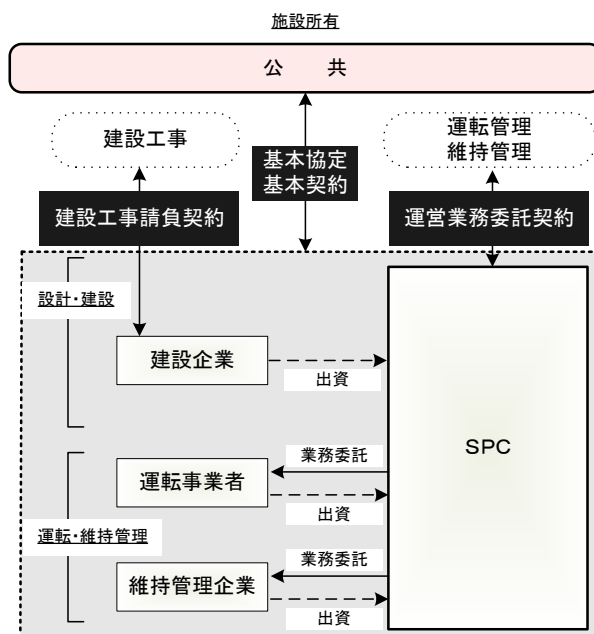 施設所有
公　共
建設工事
運転管理
維持管理
基本協定
基本契約
建設工事請負契約
運営業務委託契約
設計・建設
建設企業
出資
SPC
業務委託
運転事業者
出資
運転・維持管理
業務委託
維持管理企業
出資